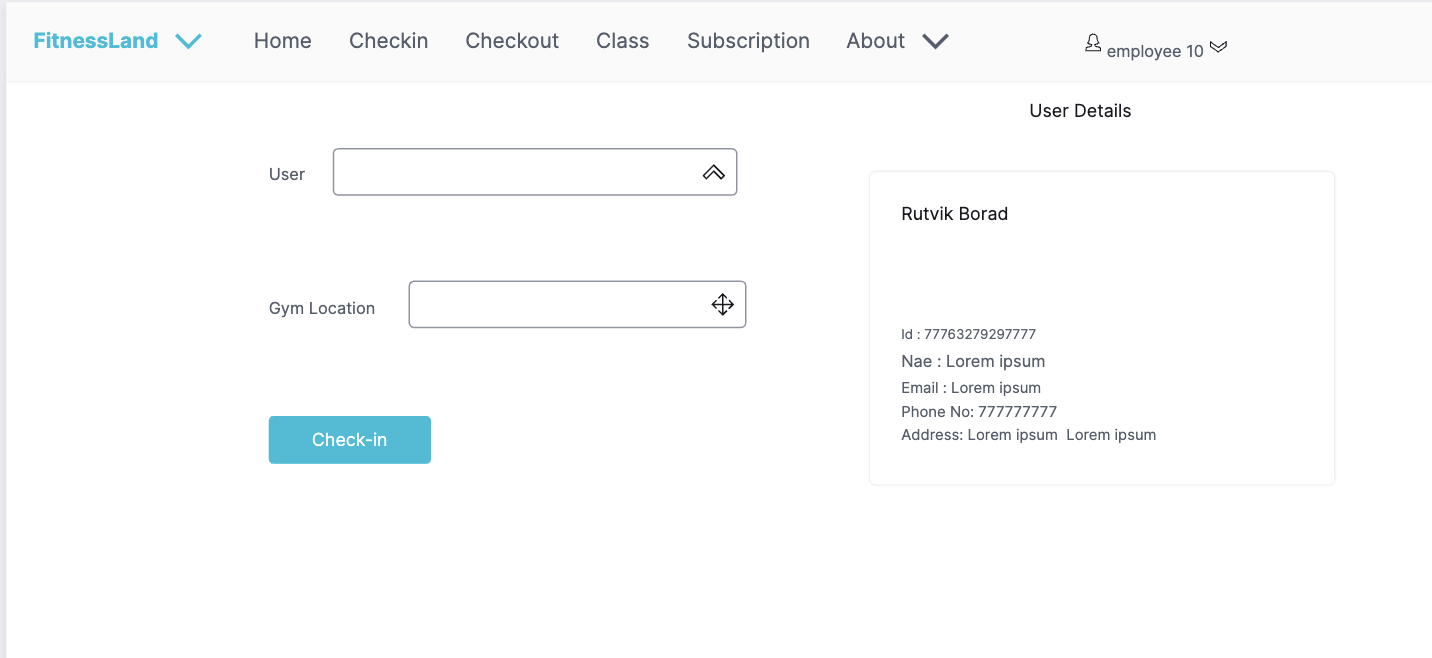 FitnessLand Home Checkin Checkout Class Subscription About employee 10
User Details
User
Gym Location
Check-in
Rutvik Borad
Id : 77763279297777
Nae : Lorem ipsum
Email : Lorem ipsum
Phone No: 777777777
Address: Lorem ipsum  Lorem ipsum